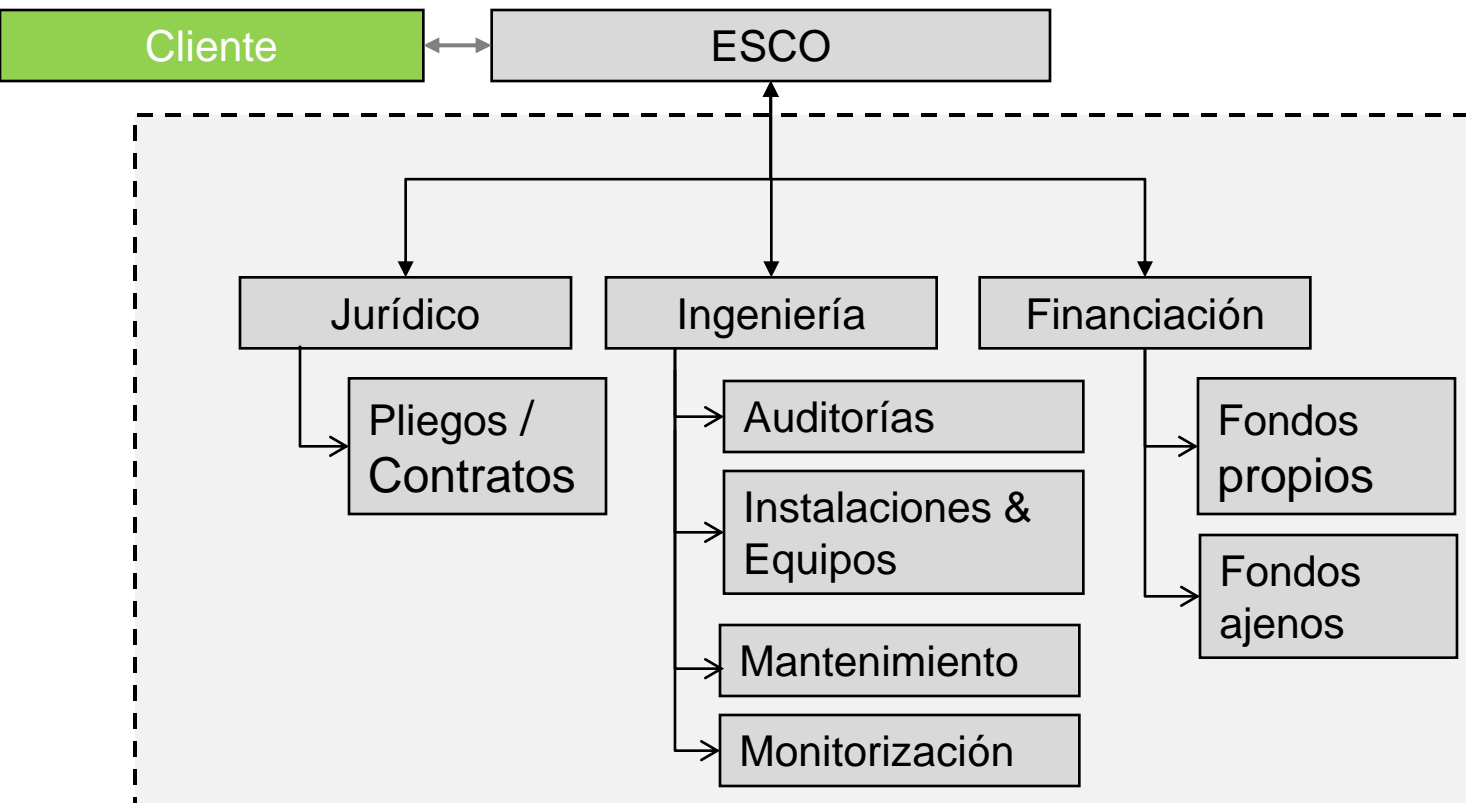 Cliente
ESCO
Jurídico
Ingeniería
Financiación
Pliegos /
Contratos
Auditorías
Instalaciones &
Equipos
Mantenimiento
Monitorización
Fondos
propios
Fondos
ajenos